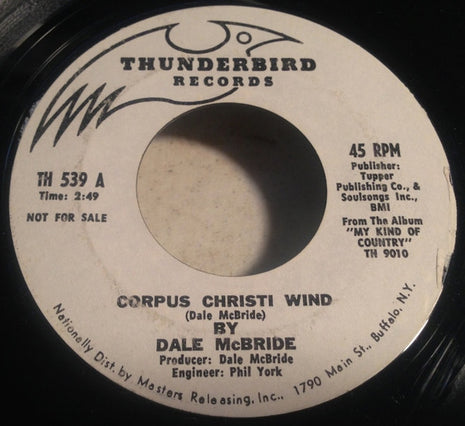 THUNDERBIRD
RECORDS
TH 539 A
Time: 2:49
NOT FOR SALE
45 RPM
Publisher:
Tupper
Publishing Co., &
Soulsongs Inc.,
BMI
From The Album
"MY KIND OF
COUNTRY"
TH 9010
CORPUS CHRISTI WIND
(Dale McBride)
BY
DALE McBRIDE
Producer: Dale McBride
Engineer: Phil York
Nationally Dist. by Masters Releasing, Inc., 1790 Main St., Buffalo, N.Y.